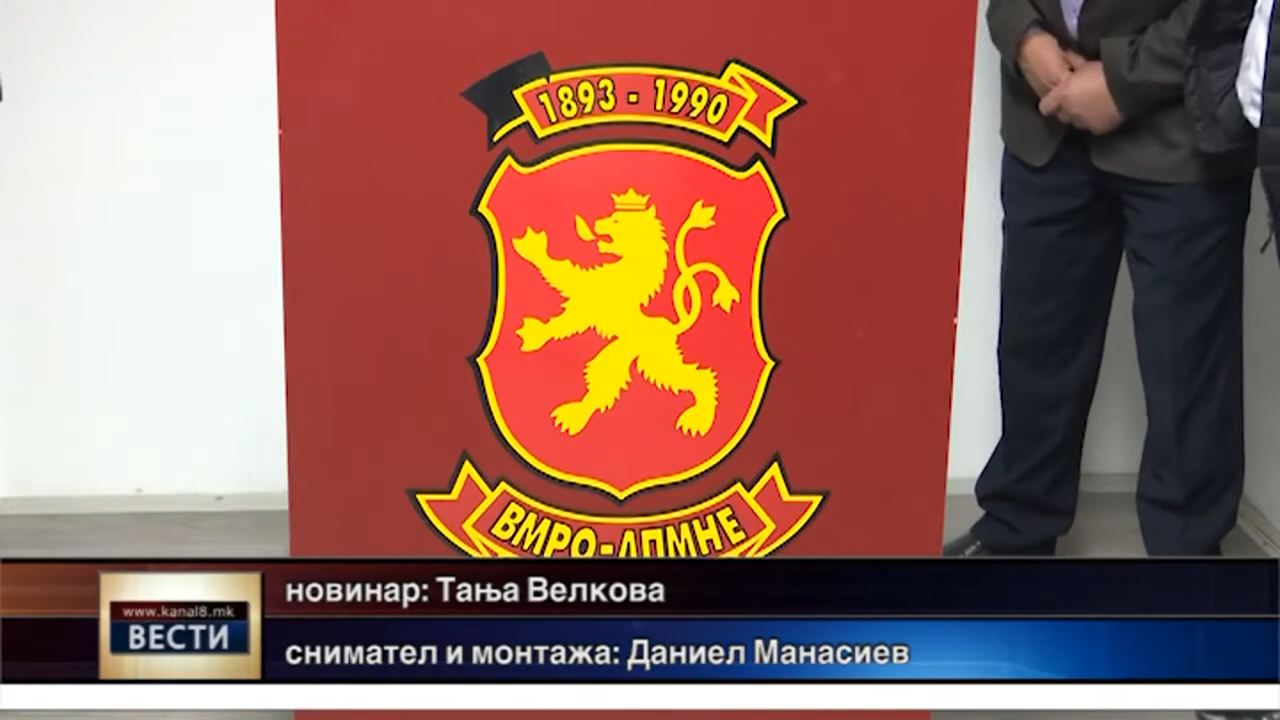 1893 - 1990
ВМРО-ДПМНЕ
новинар: Тања Велкова
www.kanal8.mk
ВЕСТИ
снимател и монтажа: Даниел Манасиев